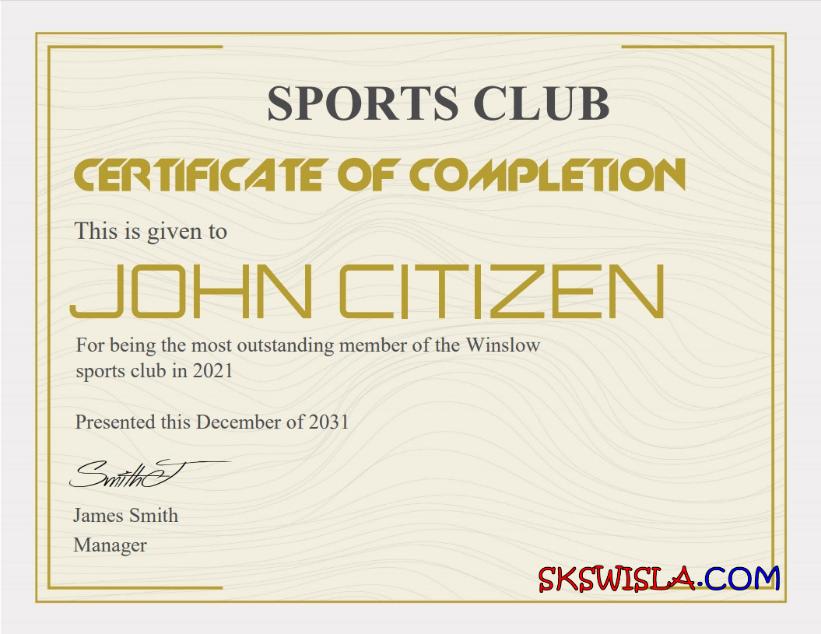 SPORTS CLUB
CERTIFICATE OF COMPLETION
This is given to
JOHN CITIZEN
For being the most outstanding member of the Winslow
sports club in 2021
Presented this December of 2031
Smith J
James Smith
Manager
SKSWISLA.COM